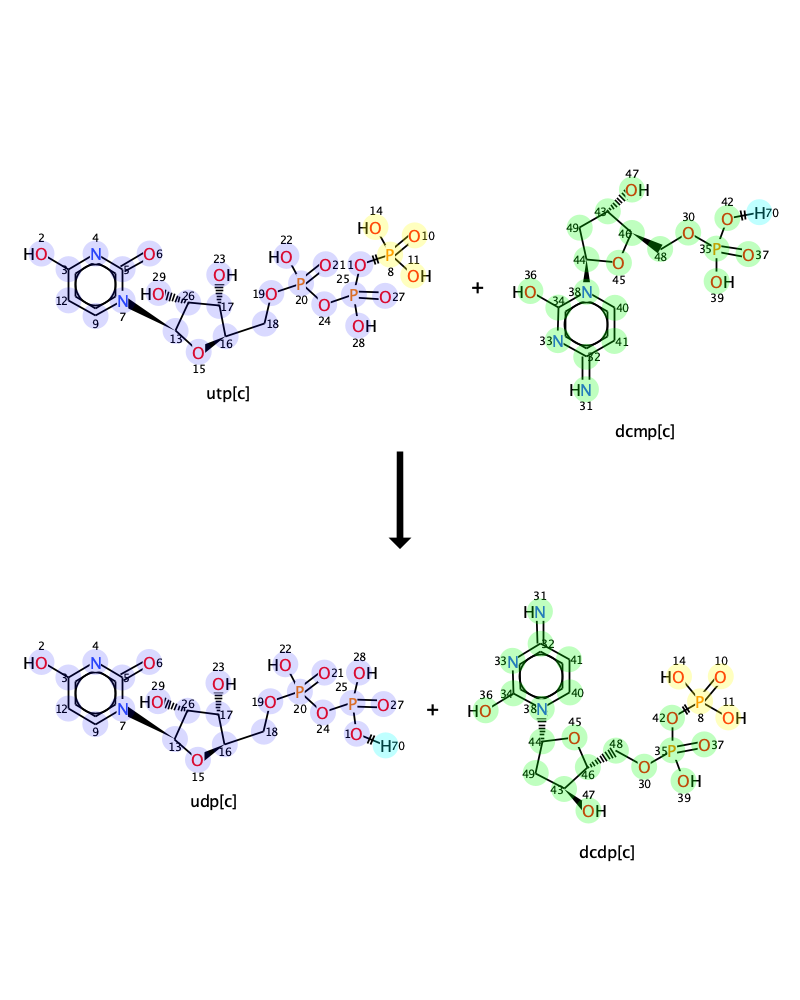 47
OH
14 42
HO 43 O H70
22 49 46 30
2 4 HO 10 O O
HO N 6 O 1 O O 35 P O 37
3 5 O 23 21 O P 11 48
29 OH P 25 8 OH 44 O OH
12 N HO 26 19 O 20 O P O 27 36 38 45 39
9 7 17 24 HO N
13 18 OH 34 40
O 16 28 33 N
15 32 41
utp[c] + HN
31
dcmp[c]
31
HN
32
33 N 41
14 10
22 28 34 40 HO O
2 4 HO O 21 OH 36 38 N P
HO N O 6 23 P 25 HO 42 O 8 11 OH
3 5 29 OH 19 O 20 O P O 27 45
12 N HO 26 17 24 44 O 48 35 P O 37
9 7 18 1 O + 49 46 O
13 16 H70 43 30 OH
O 47 39
15 OH
udp[c]
dcdp[c]